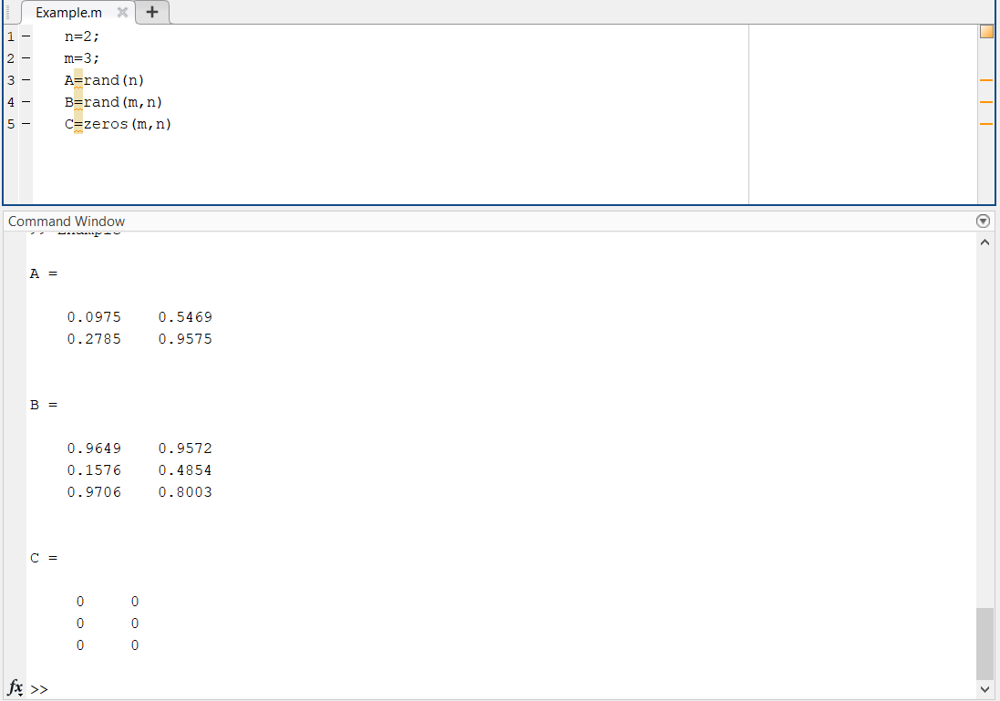 Example.m
1 - n=2;
2 - m=3;
3 - A=rand(n)
4 - B=rand(m,n)
5 - C=zeros(m,n)
Command Window
>> Example
A =
0.0975 0.5469
0.2785 0.9575
B =
0.9649 0.9572
0.1576 0.4854
0.9706 0.8003
C =
0 0
0 0
0 0
fx >>